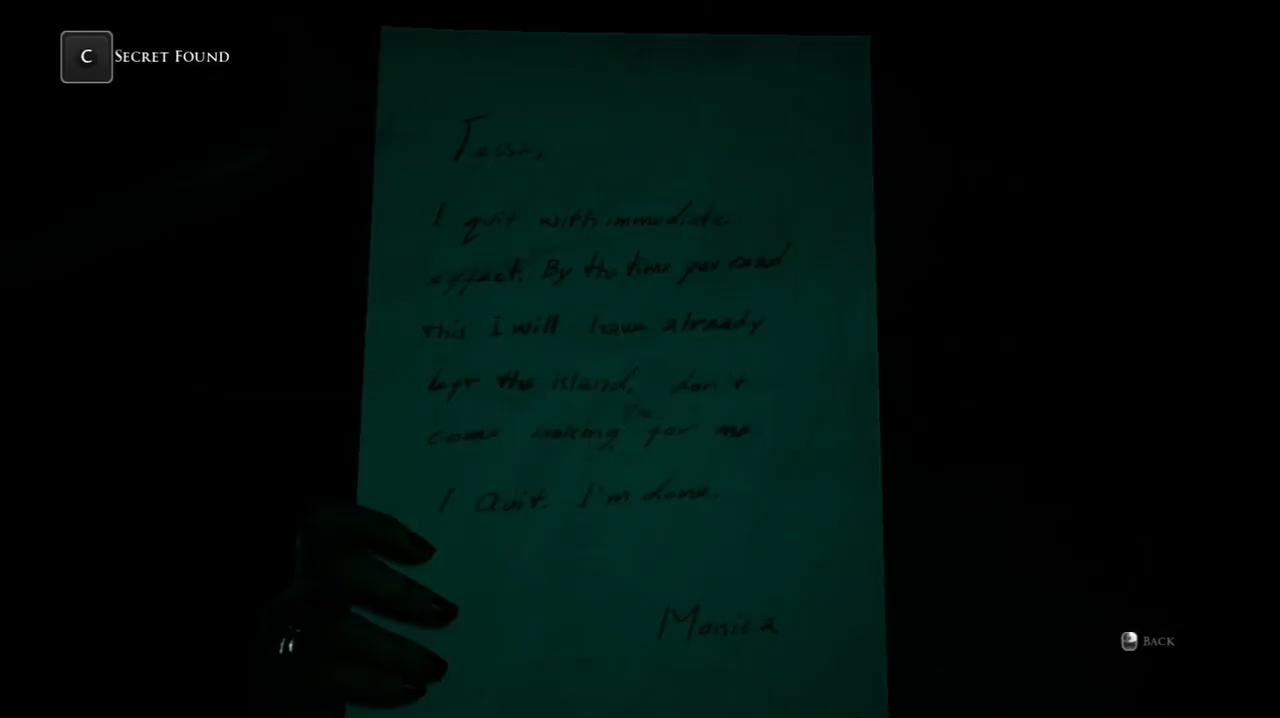 C
SECRET FOUND
Tessa,
I quit with immediate
effect. By the time you read
this I will have already
left the island, don't
come looking for me
I Quit. I'm done.
Monica
BACK